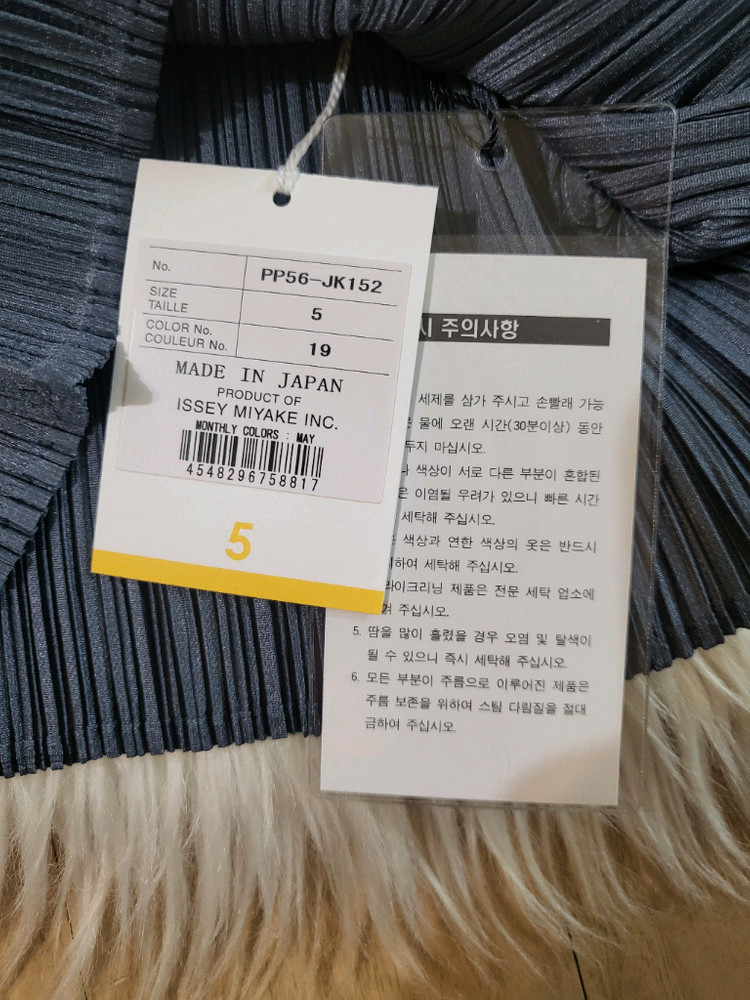 No. PP56-JK152
SIZE
TAILLE 5
COLOR No.
COULEUR No. 19
MADE IN JAPAN
PRODUCT OF
ISSEY MIYAKE INC.
MONTHLY COLORS : MAY
4548296758817
5
시 주의사항
세제를 삼가 주시고 손빨래 가능
물에 오랜 시간(30분이상) 동안
두지 마십시오.
색상이 서로 다른 부분이 혼합된
이염될 우려가 있으니 빠른 시간
세탁해 주십시오.
색상과 연한 색상의 옷은 반드시
하여 세탁해 주십시오.
라이크리닝 제품은 전문 세탁 업소에
주십시오.
5. 땀을 많이 흘렸을 경우 오염 및 탈색이
될 수 있으니 즉시 세탁해 주십시오.
6. 모든 부분이 주름으로 이루어진 제품은
주름 보존을 위하여 스팀 다림질을 절대
금하여 주십시오.